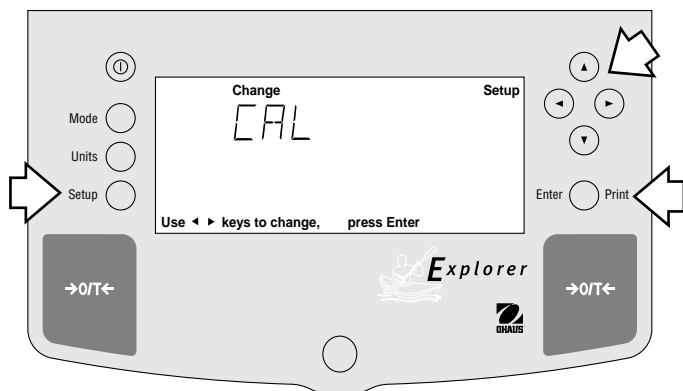 Change Setup
CAL
Mode
Units
Setup
Enter Print
Use ◄ ► keys to change, press Enter
Explorer
→0/T← →0/T←
OHAUS